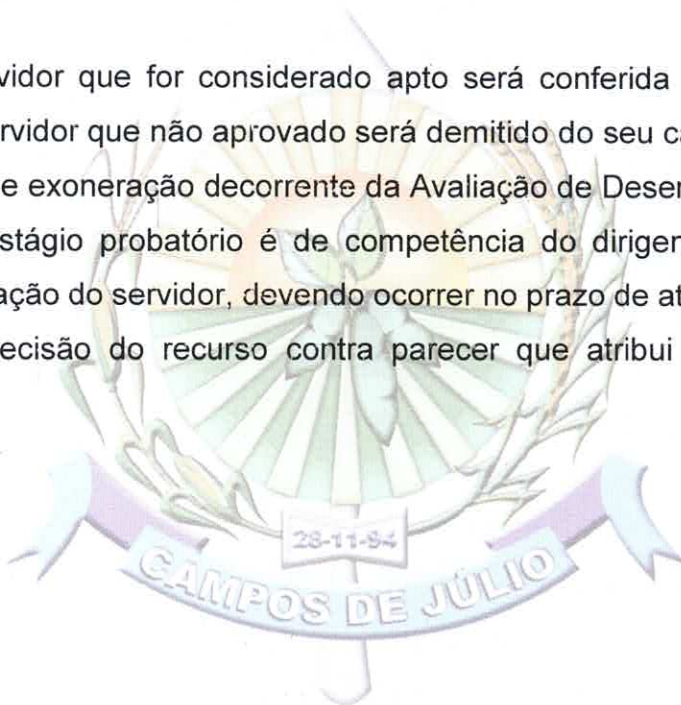 vidor que for considerado apto será conferida
rvidor que não aprovado será demitido do seu ca
e exoneração decorrente da Avaliação de Desem
stágio probatório é de competência do dirigen
ação do servidor, devendo ocorrer no prazo de at
ecisão do recurso contra parecer que atribui
28-11-94
CAMPOS DE JÚLIO